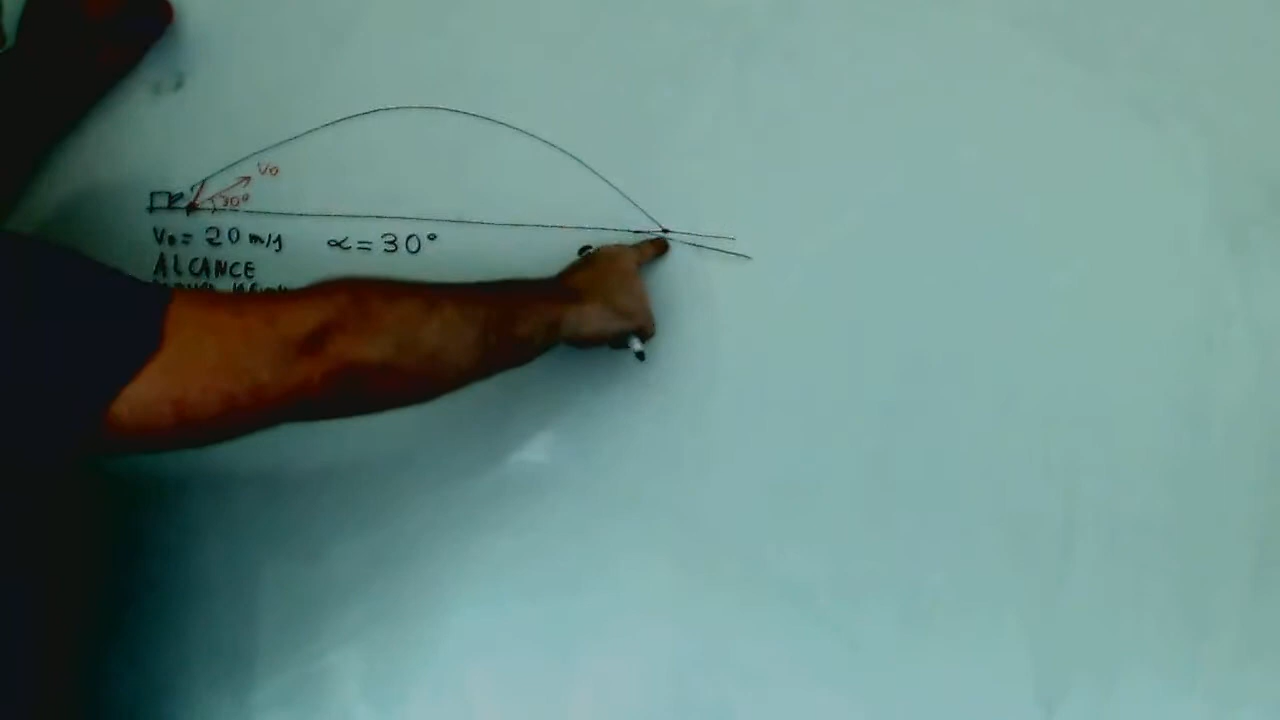 V₀
30°
V₀ = 20 m/s α = 30°
ALCANCE